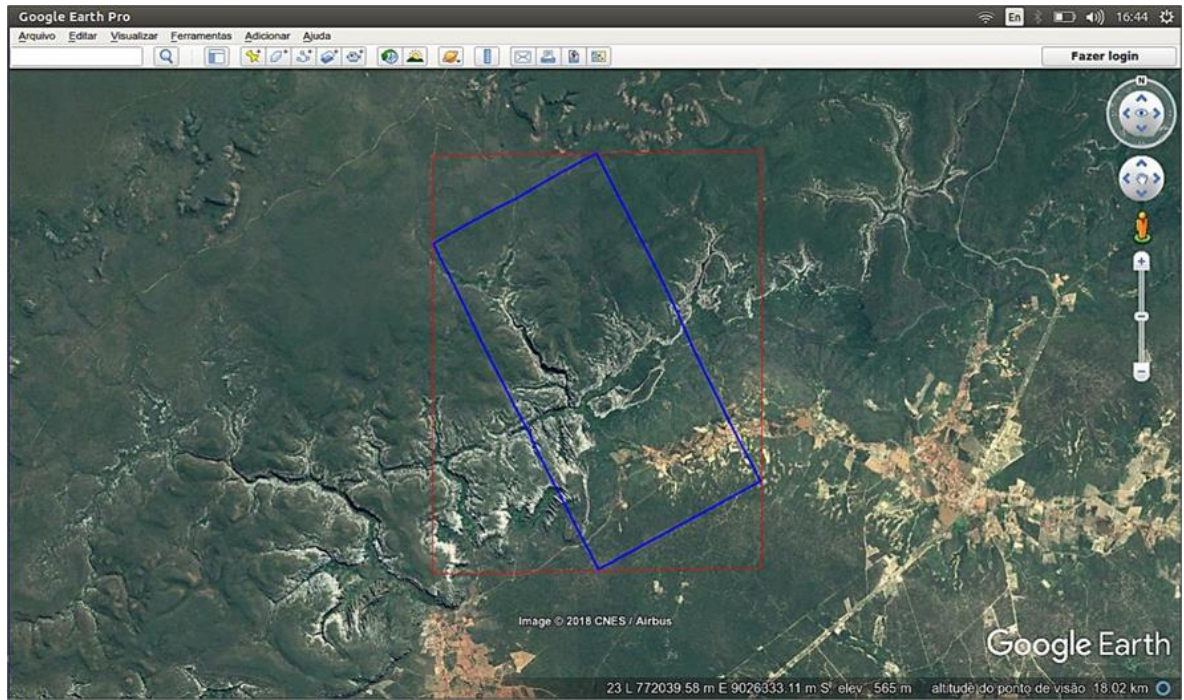 Google Earth Pro
En
16:44
Arquivo Editar Visualizar Ferramentas Adicionar Ajuda
Fazer login
N
Image © 2018 CNES / Airbus
Google Earth
23 L 772039.58 m E 9026333.11 m S elev 565 m altitude do ponto de visão 18.02 km